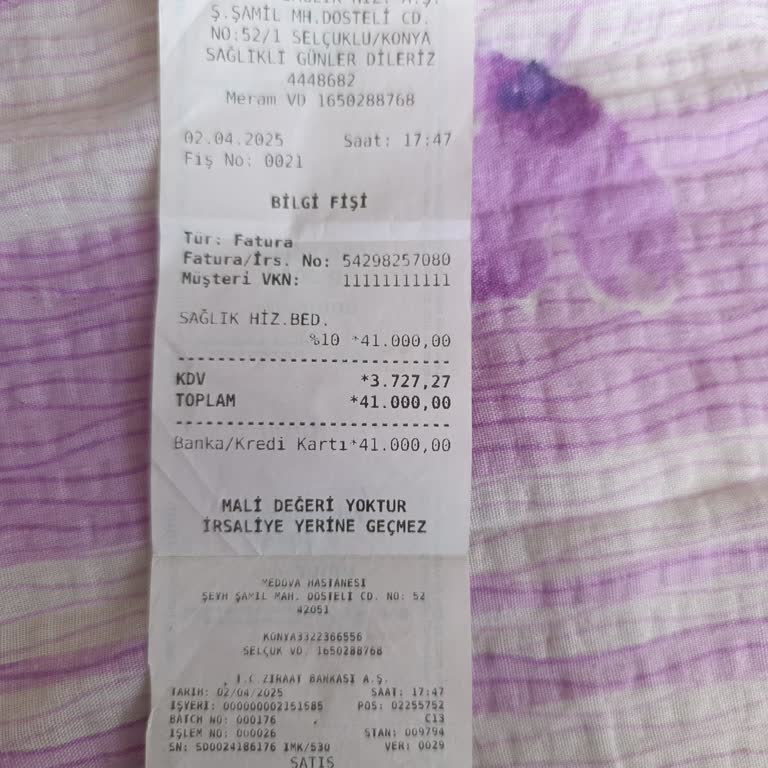 Ş.ŞAMİL MH.DOSTELİ CD.
NO:52/1 SELÇUKLU/KONYA
SAĞLIKLI GÜNLER DİLERİZ
4448682
Meram VD 1650288768
02.04.2025 Saat: 17:47
Fiş No: 0021
BİLGİ FİŞİ
Tür: Fatura
Fatura/İrs. No: 54298257080
Müşteri VKN: 11111111111
SAĞLIK HİZ.BED.
%10 *41.000,00
KDV *3.727,27
TOPLAM *41.000,00
Banka/Kredi Kartı*41.000,00
MALİ DEĞERİ YOKTUR
İRSALİYE YERİNE GEÇMEZ
MEDOVA HASTANESİ
ŞEYH ŞAMİL MAH. DOSTELİ CD. NO: 52
42051
KONYA3322366556
SELÇUK VD. 1650288768
T.C.ZİRAAT BANKASI A.Ş.
TARİH: 02/04/2025 SAAT: 17:47
İŞYERİ: 000000002151585 POS: 02255752
BATCH NO: 000176 C13
İŞLEM NO: 000026 STAN: 009794
SN: 5D0024186176 IMK/530 VER: 0029
SATIS